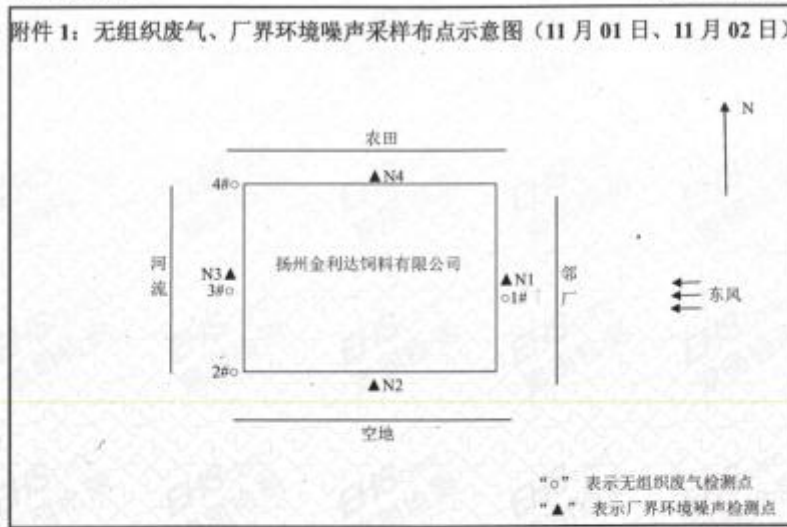 附件 1：无组织废气、厂界环境噪声采样布点示意图（11 月 01 日、11 月 02 日）
N
农田
▲N4
4#○
河流
扬州金利达饲料有限公司
N3▲
3#○
▲N1
○1#
邻厂
东风
2#○
▲N2
空地
“○” 表示无组织废气检测点
“▲” 表示厂界环境噪声检测点